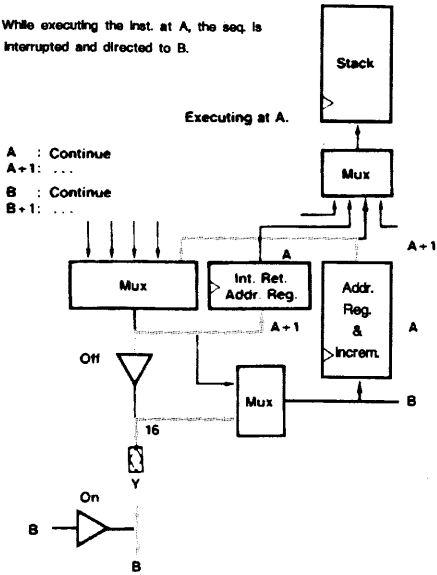 While executing the Inst. at A, the seq. is
interrupted and directed to B.
Stack
Executing at A.
A : Continue
A+1: ...
B : Continue
B+1: ...
Mux
A+1
Mux
A
Int. Ret.
Addr. Reg.
Addr.
Reg.
&
Increm.
A
A+1
Off
Mux
B
16
Y
On
B
B